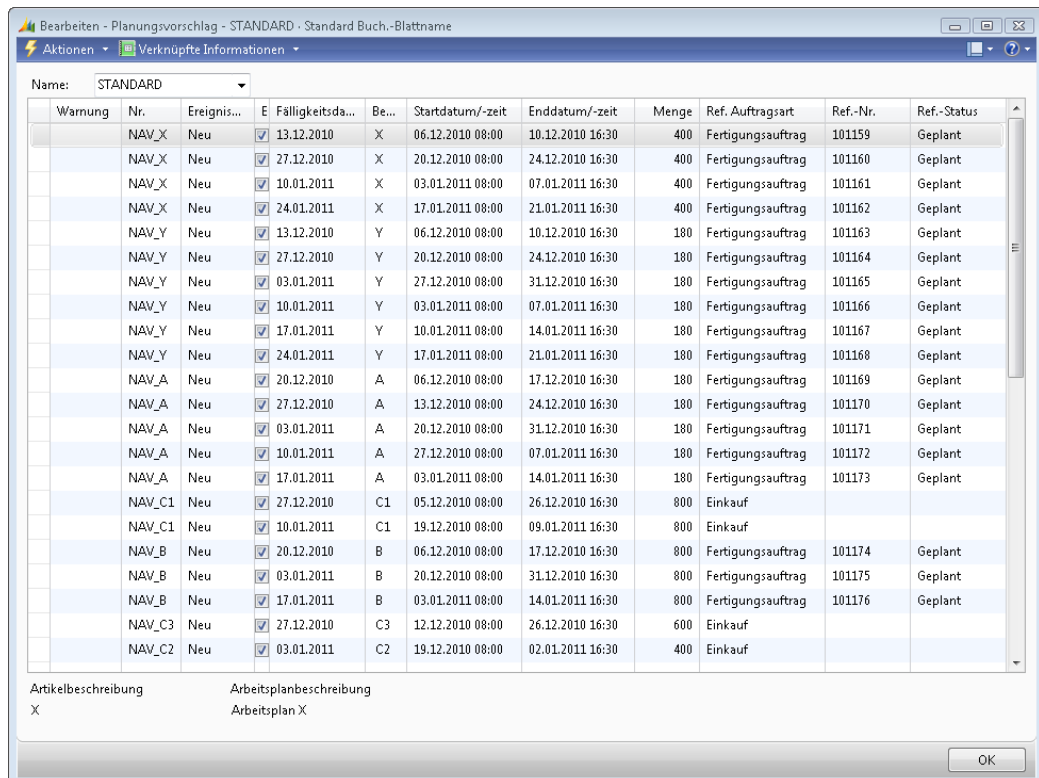 Bearbeiten - Planungsvorschlag - STANDARD · Standard Buch.-Blattname
Aktionen Verknüpfte Informationen
Name: STANDARD
Warnung Nr. Ereignis... E Fälligkeitsda... Be... Startdatum/-zeit Enddatum/-zeit Menge Ref. Auftragsart Ref.-Nr. Ref.-Status
NAV_X Neu 13.12.2010 X 06.12.2010 08:00 10.12.2010 16:30 400 Fertigungsauftrag 101159 Geplant
NAV_X Neu 27.12.2010 X 20.12.2010 08:00 24.12.2010 16:30 400 Fertigungsauftrag 101160 Geplant
NAV_X Neu 10.01.2011 X 03.01.2011 08:00 07.01.2011 16:30 400 Fertigungsauftrag 101161 Geplant
NAV_X Neu 24.01.2011 X 17.01.2011 08:00 21.01.2011 16:30 400 Fertigungsauftrag 101162 Geplant
NAV_Y Neu 13.12.2010 Y 06.12.2010 08:00 10.12.2010 16:30 180 Fertigungsauftrag 101163 Geplant
NAV_Y Neu 27.12.2010 Y 20.12.2010 08:00 24.12.2010 16:30 180 Fertigungsauftrag 101164 Geplant
NAV_Y Neu 03.01.2011 Y 27.12.2010 08:00 31.12.2010 16:30 180 Fertigungsauftrag 101165 Geplant
NAV_Y Neu 10.01.2011 Y 03.01.2011 08:00 07.01.2011 16:30 180 Fertigungsauftrag 101166 Geplant
NAV_Y Neu 17.01.2011 Y 10.01.2011 08:00 14.01.2011 16:30 180 Fertigungsauftrag 101167 Geplant
NAV_Y Neu 24.01.2011 Y 17.01.2011 08:00 21.01.2011 16:30 180 Fertigungsauftrag 101168 Geplant
NAV_A Neu 20.12.2010 A 06.12.2010 08:00 17.12.2010 16:30 180 Fertigungsauftrag 101169 Geplant
NAV_A Neu 27.12.2010 A 13.12.2010 08:00 24.12.2010 16:30 180 Fertigungsauftrag 101170 Geplant
NAV_A Neu 03.01.2011 A 20.12.2010 08:00 31.12.2010 16:30 180 Fertigungsauftrag 101171 Geplant
NAV_A Neu 10.01.2011 A 27.12.2010 08:00 07.01.2011 16:30 180 Fertigungsauftrag 101172 Geplant
NAV_A Neu 17.01.2011 A 03.01.2011 08:00 14.01.2011 16:30 180 Fertigungsauftrag 101173 Geplant
NAV_C1 Neu 27.12.2010 C1 05.12.2010 08:00 26.12.2010 16:30 800 Einkauf
NAV_C1 Neu 10.01.2011 C1 19.12.2010 08:00 09.01.2011 16:30 800 Einkauf
NAV_B Neu 20.12.2010 B 06.12.2010 08:00 17.12.2010 16:30 800 Fertigungsauftrag 101174 Geplant
NAV_B Neu 03.01.2011 B 20.12.2010 08:00 31.12.2010 16:30 800 Fertigungsauftrag 101175 Geplant
NAV_B Neu 17.01.2011 B 03.01.2011 08:00 14.01.2011 16:30 800 Fertigungsauftrag 101176 Geplant
NAV_C3 Neu 27.12.2010 C3 12.12.2010 08:00 26.12.2010 16:30 600 Einkauf
NAV_C2 Neu 03.01.2011 C2 19.12.2010 08:00 02.01.2011 16:30 400 Einkauf
Artikelbeschreibung Arbeitsplanbeschreibung
X Arbeitsplan X
OK